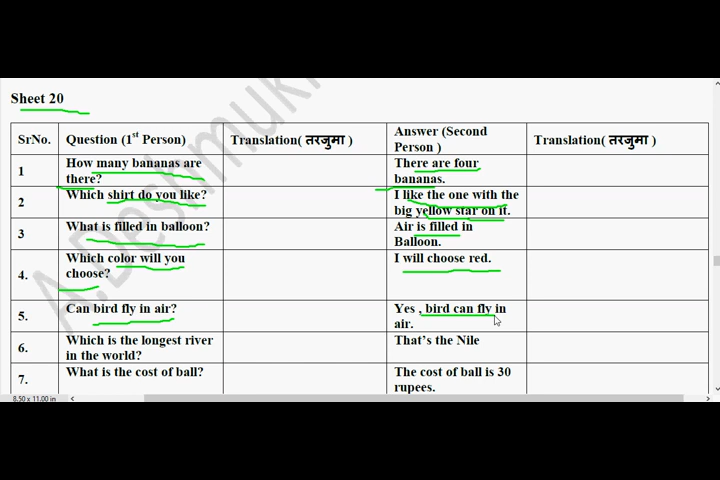 Sheet 20
SrNo. Question (1st Person) Translation( तरजुमा ) Answer (Second Person ) Translation( तरजुमा )
1 How many bananas are there? There are four bananas.
2. Which shirt do you like? I like the one with the big yellow star on it.
3 What is filled in balloon? Air is filled in Balloon.
4. Which color will you choose? I will choose red.
5. Can bird fly in air? Yes , bird can fly in air.
6. Which is the longest river in the world? That's the Nile
7. What is the cost of ball? The cost of ball is 30 rupees.
8.50 x 11.00 in
A.Deshmukh